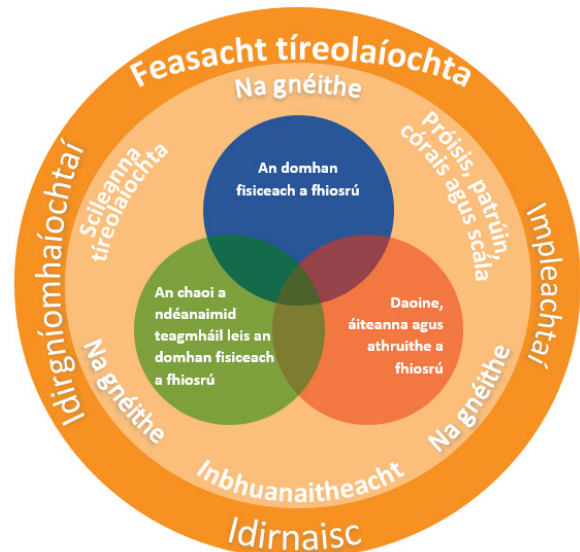 Feasacht tíreolaíochta
Na gnéithe
Scileanna
tíreolaíochta
Próisis, patrúin,
córais agus scála
Idirgníomhaíochtaí
Impleachtaí
An domhan
fisiceach a fhiosrú
An chaoi a
ndéanaimid
teagmháil leis an
domhan fisiceach
a fhiosrú
Daoine,
áiteanna agus
athruithe a
fhiosrú
Na gnéithe
Na gnéithe
Inbhuanaitheacht
Idirnaisc